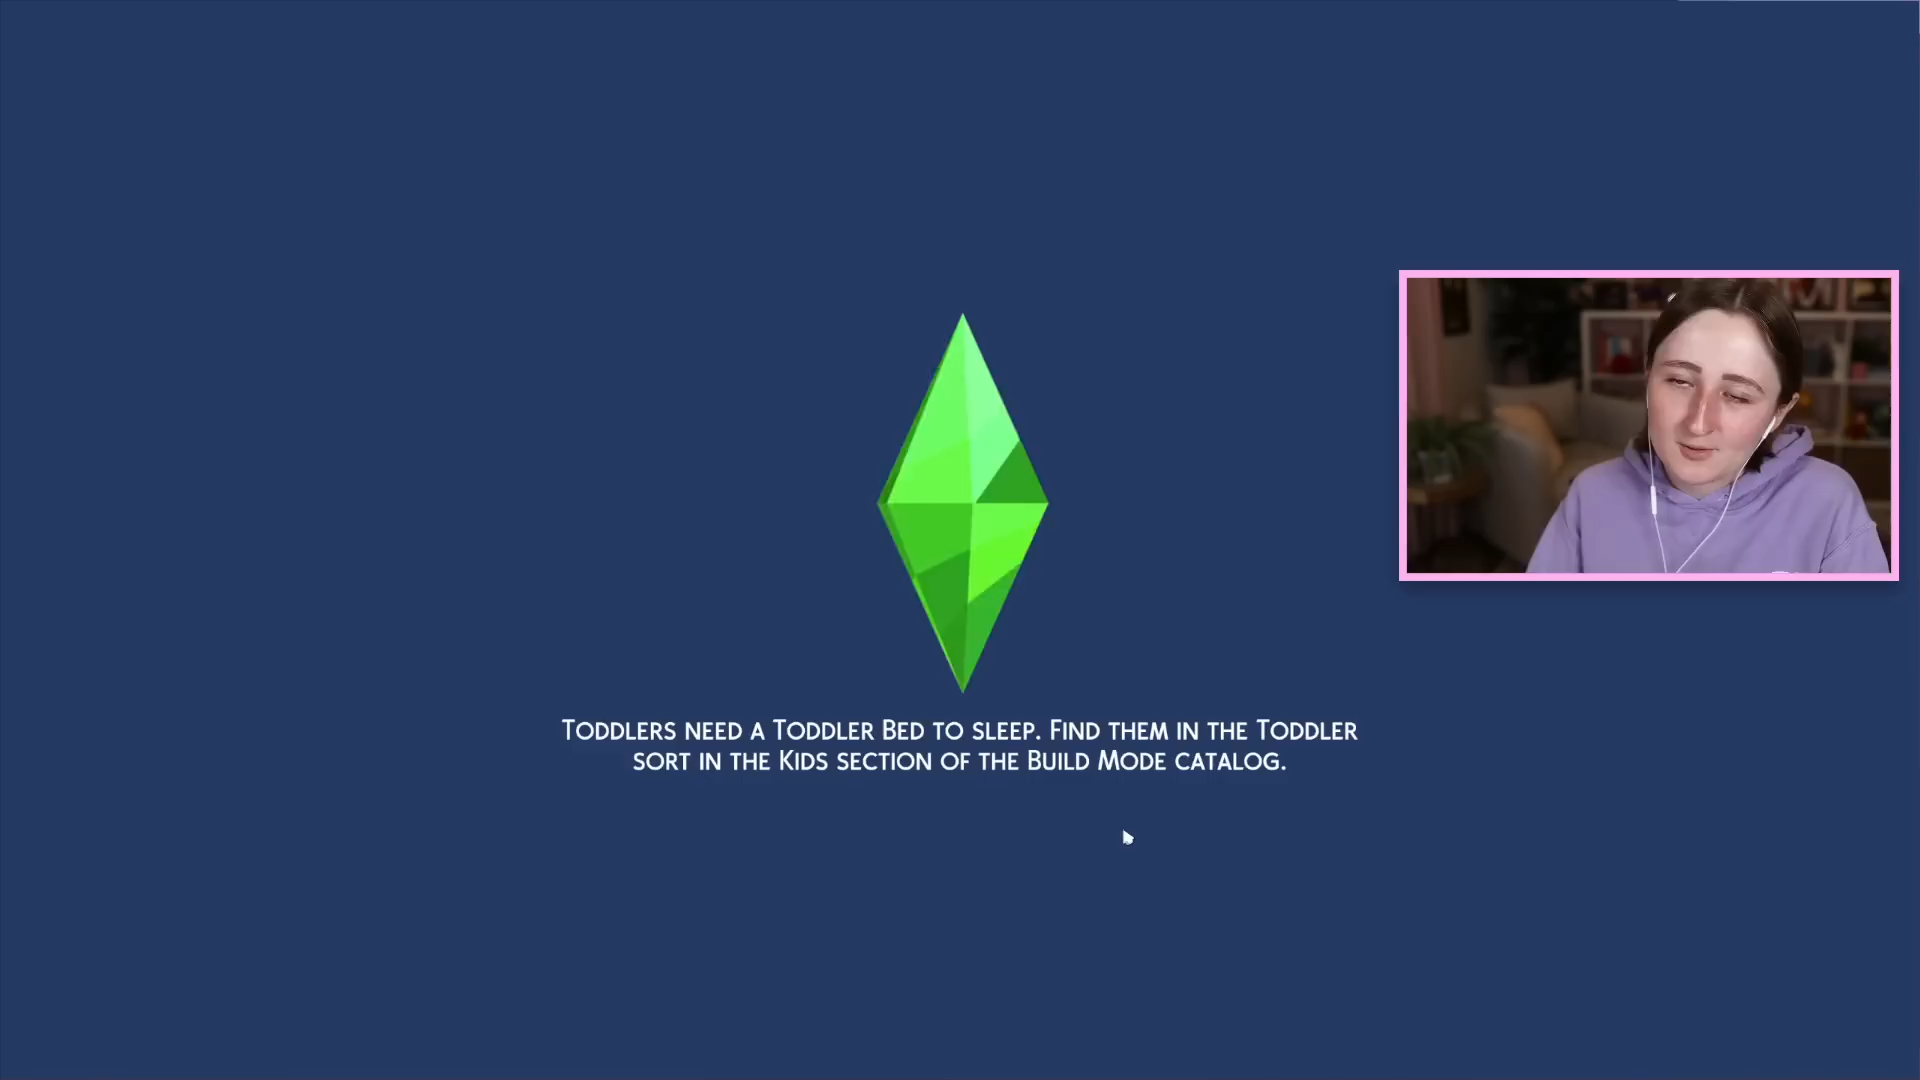 Toddlers need a Toddler Bed to sleep. Find them in the Toddler
sort in the Kids section of the Build Mode catalog.